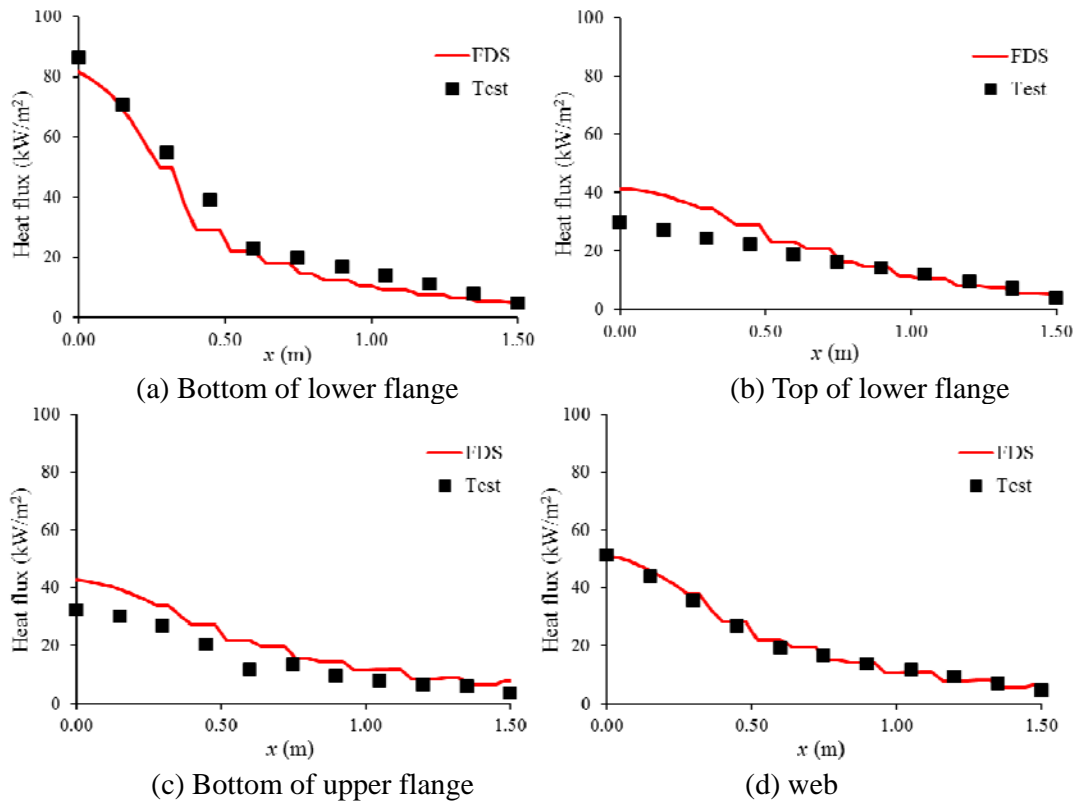 100
80
60
40
20
0
Heat flux (kW/m²)
FDS
Test
0.00 0.50 1.00 1.50
x (m)
(a) Bottom of lower flange
100
80
60
40
20
0
Heat flux (kW/m²)
FDS
Test
0.00 0.50 1.00 1.50
x (m)
(b) Top of lower flange
100
80
60
40
20
0
Heat flux (kW/m²)
FDS
Test
0.00 0.50 1.00 1.50
x (m)
(c) Bottom of upper flange
100
80
60
40
20
0
Heat flux (kW/m²)
FDS
Test
0.00 0.50 1.00 1.50
x (m)
(d) web